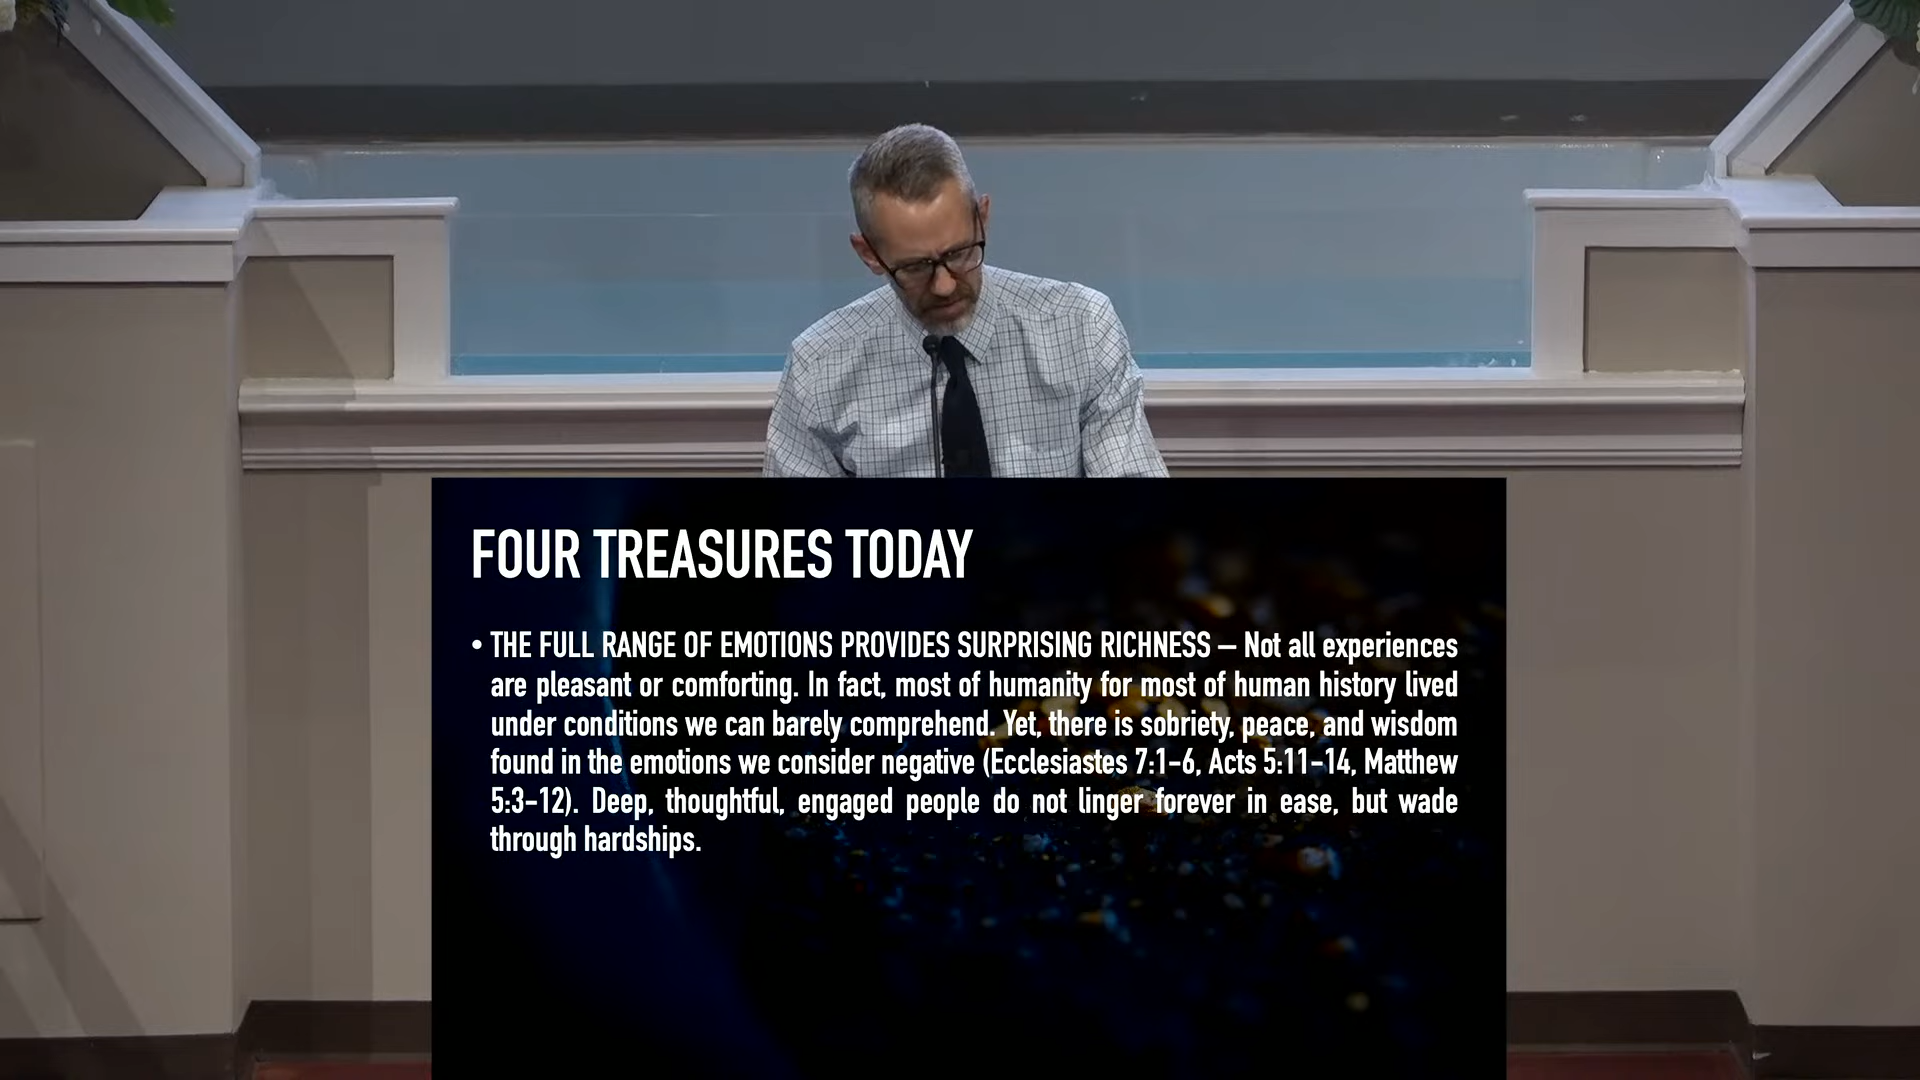 FOUR TREASURES TODAY
• THE FULL RANGE OF EMOTIONS PROVIDES SURPRISING RICHNESS – Not all experiences
are pleasant or comforting. In fact, most of humanity for most of human history lived
under conditions we can barely comprehend. Yet, there is sobriety, peace, and wisdom
found in the emotions we consider negative (Ecclesiastes 7:1-6, Acts 5:11-14, Matthew
5:3-12). Deep, thoughtful, engaged people do not linger forever in ease, but wade
through hardships.